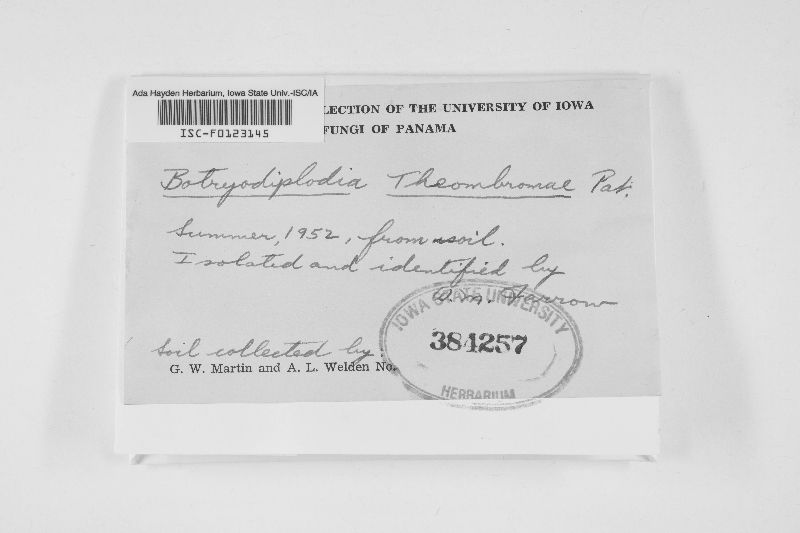 Ada Hayden Herbarium, Iowa State Univ.-ISC/IA
ISC-F0123145
LECTION OF THE UNIVERSITY OF IOWA
FUNGI OF PANAMA
Botryodiplodia Theombromae Pat.
Summer, 1952, from soil.
Isolated and identified by
W. M. Farrow
IOWA STATE UNIVERSITY
384257
HERBARIUM
soil collected by:
G. W. Martin and A. L. Welden No.